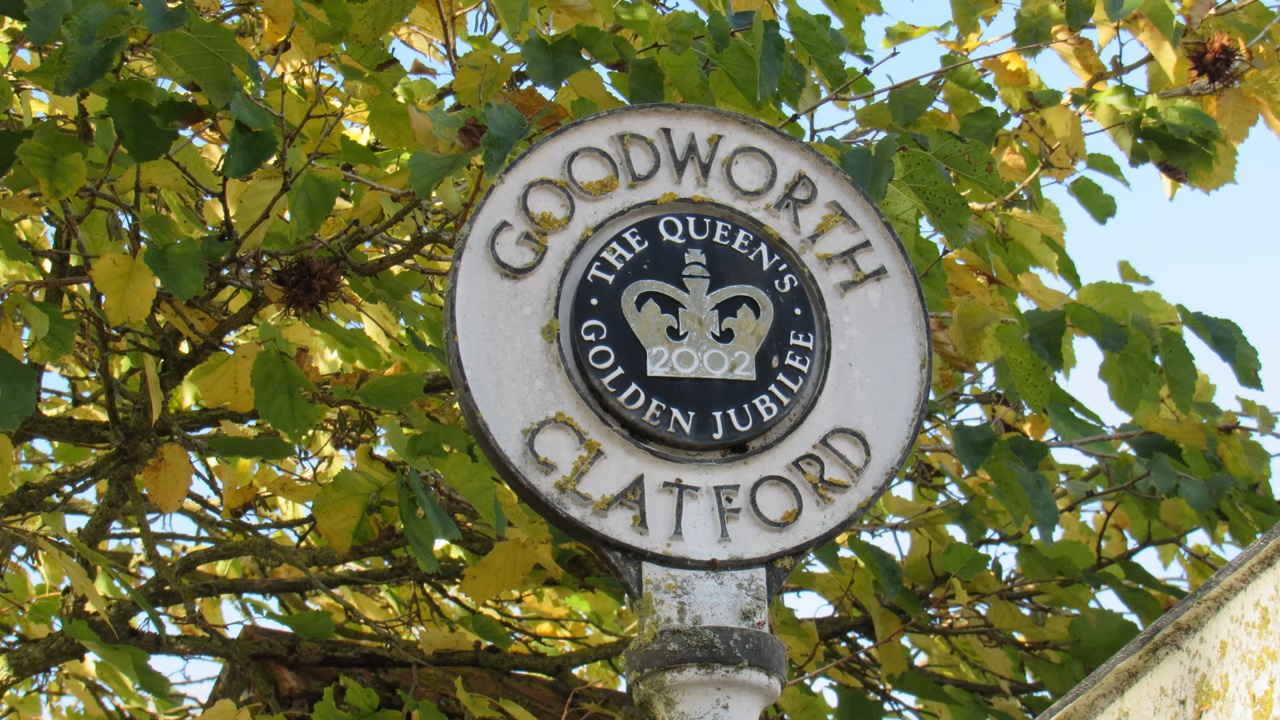 GOODWORTH
THE QUEEN'S
2002
GOLDEN JUBILEE
CLATFORD